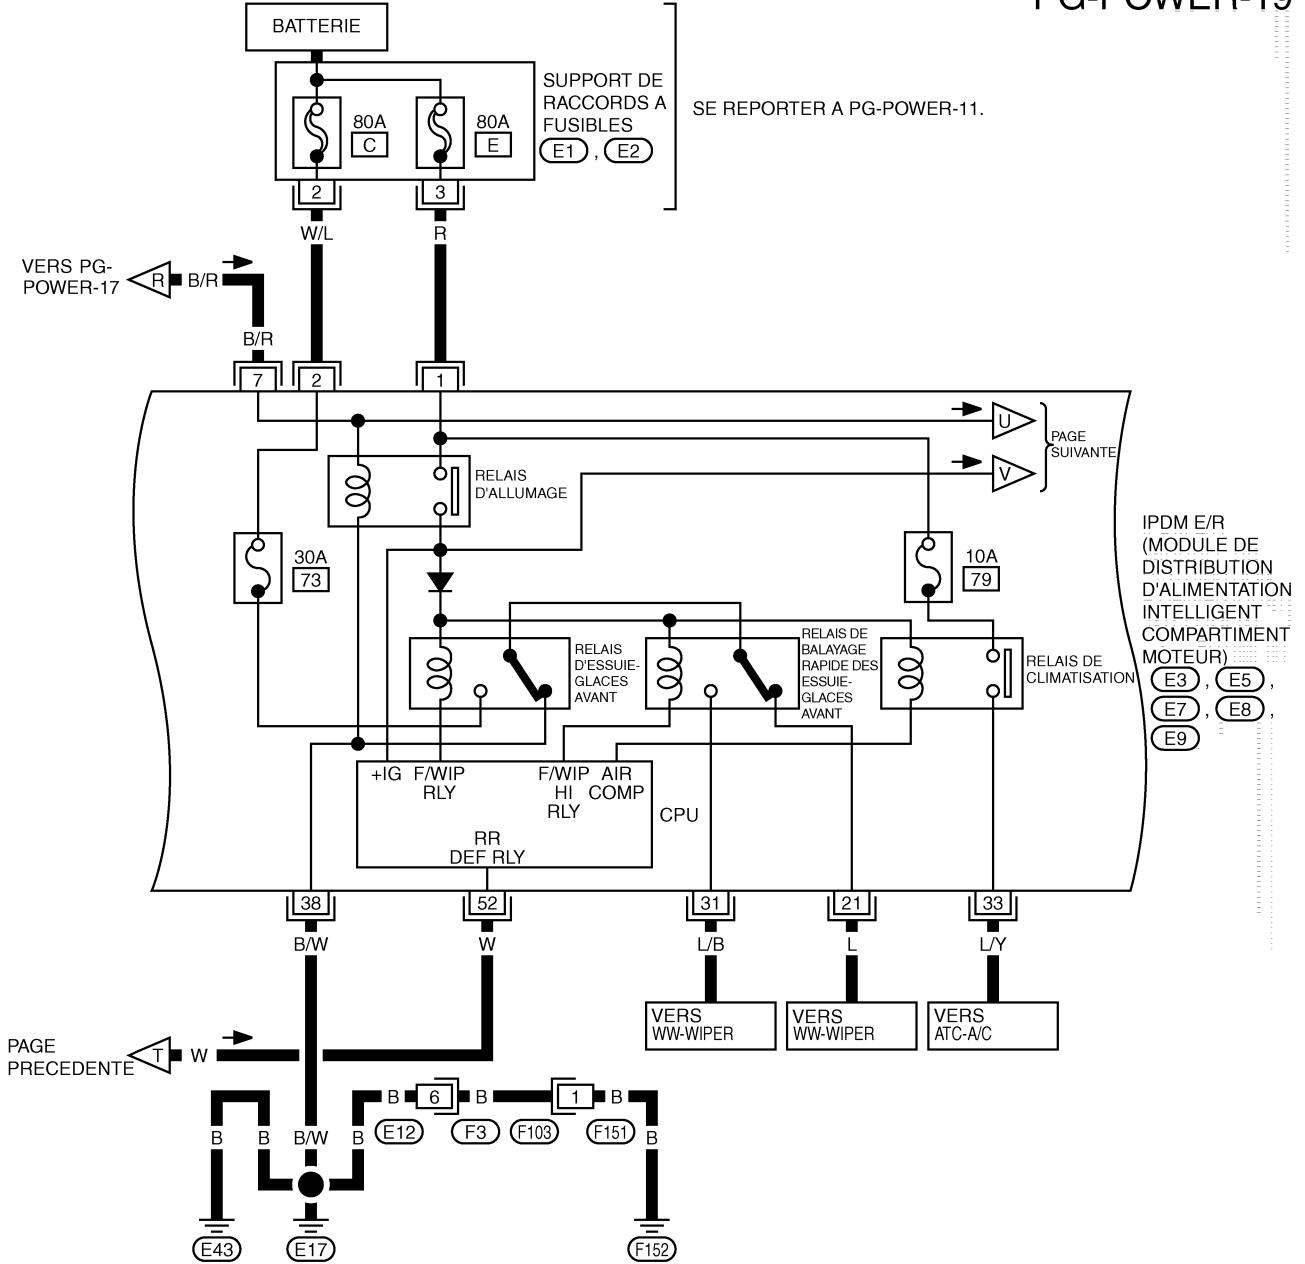 PG-POWER-19
BATTERIE
80A
C
80A
E
SUPPORT DE
RACCORDS A
FUSIBLES
E1 , E2
SE REPORTER A PG-POWER-11.
2
3
W/L
R
VERS PG-
POWER-17
R
B/R
B/R
7
2
1
U
V
PAGE
SUIVANTE
RELAIS
D'ALLUMAGE
30A
73
10A
79
IPDM E/R
(MODULE DE
DISTRIBUTION
D'ALIMENTATION
INTELLIGENT
COMPARTIMENT
MOTEUR)
E3 , E5 ,
E7 , E8 ,
E9
RELAIS
D'ESSUIE-
GLACES
AVANT
RELAIS DE
BALAYAGE
RAPIDE DES
ESSUIE-
GLACES
AVANT
RELAIS DE
CLIMATISATION
+IG
F/WIP
RLY
F/WIP
HI
RLY
AIR
COMP
CPU
RR
DEF RLY
38
52
31
21
33
B/W
W
L/B
L
L/Y
VERS
WW-WIPER
VERS
WW-WIPER
VERS
ATC-A/C
PAGE
PRECEDENTE
T
W
B
6
B
1
B
E12
F3
F103
F151
B
B
B/W
B
B
E43
E17
F152